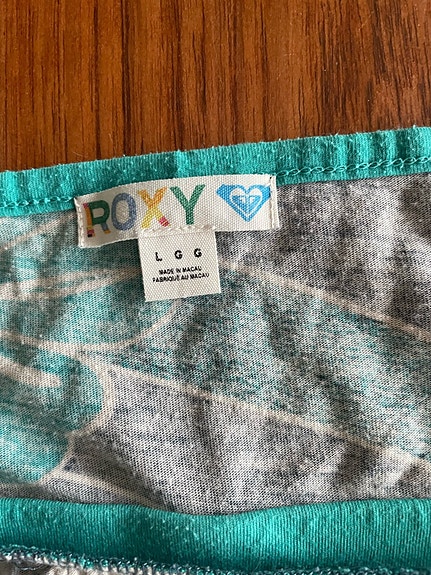 ROXY
L G G
MADE IN MACAU
FABRIQUÉ AU MACAU